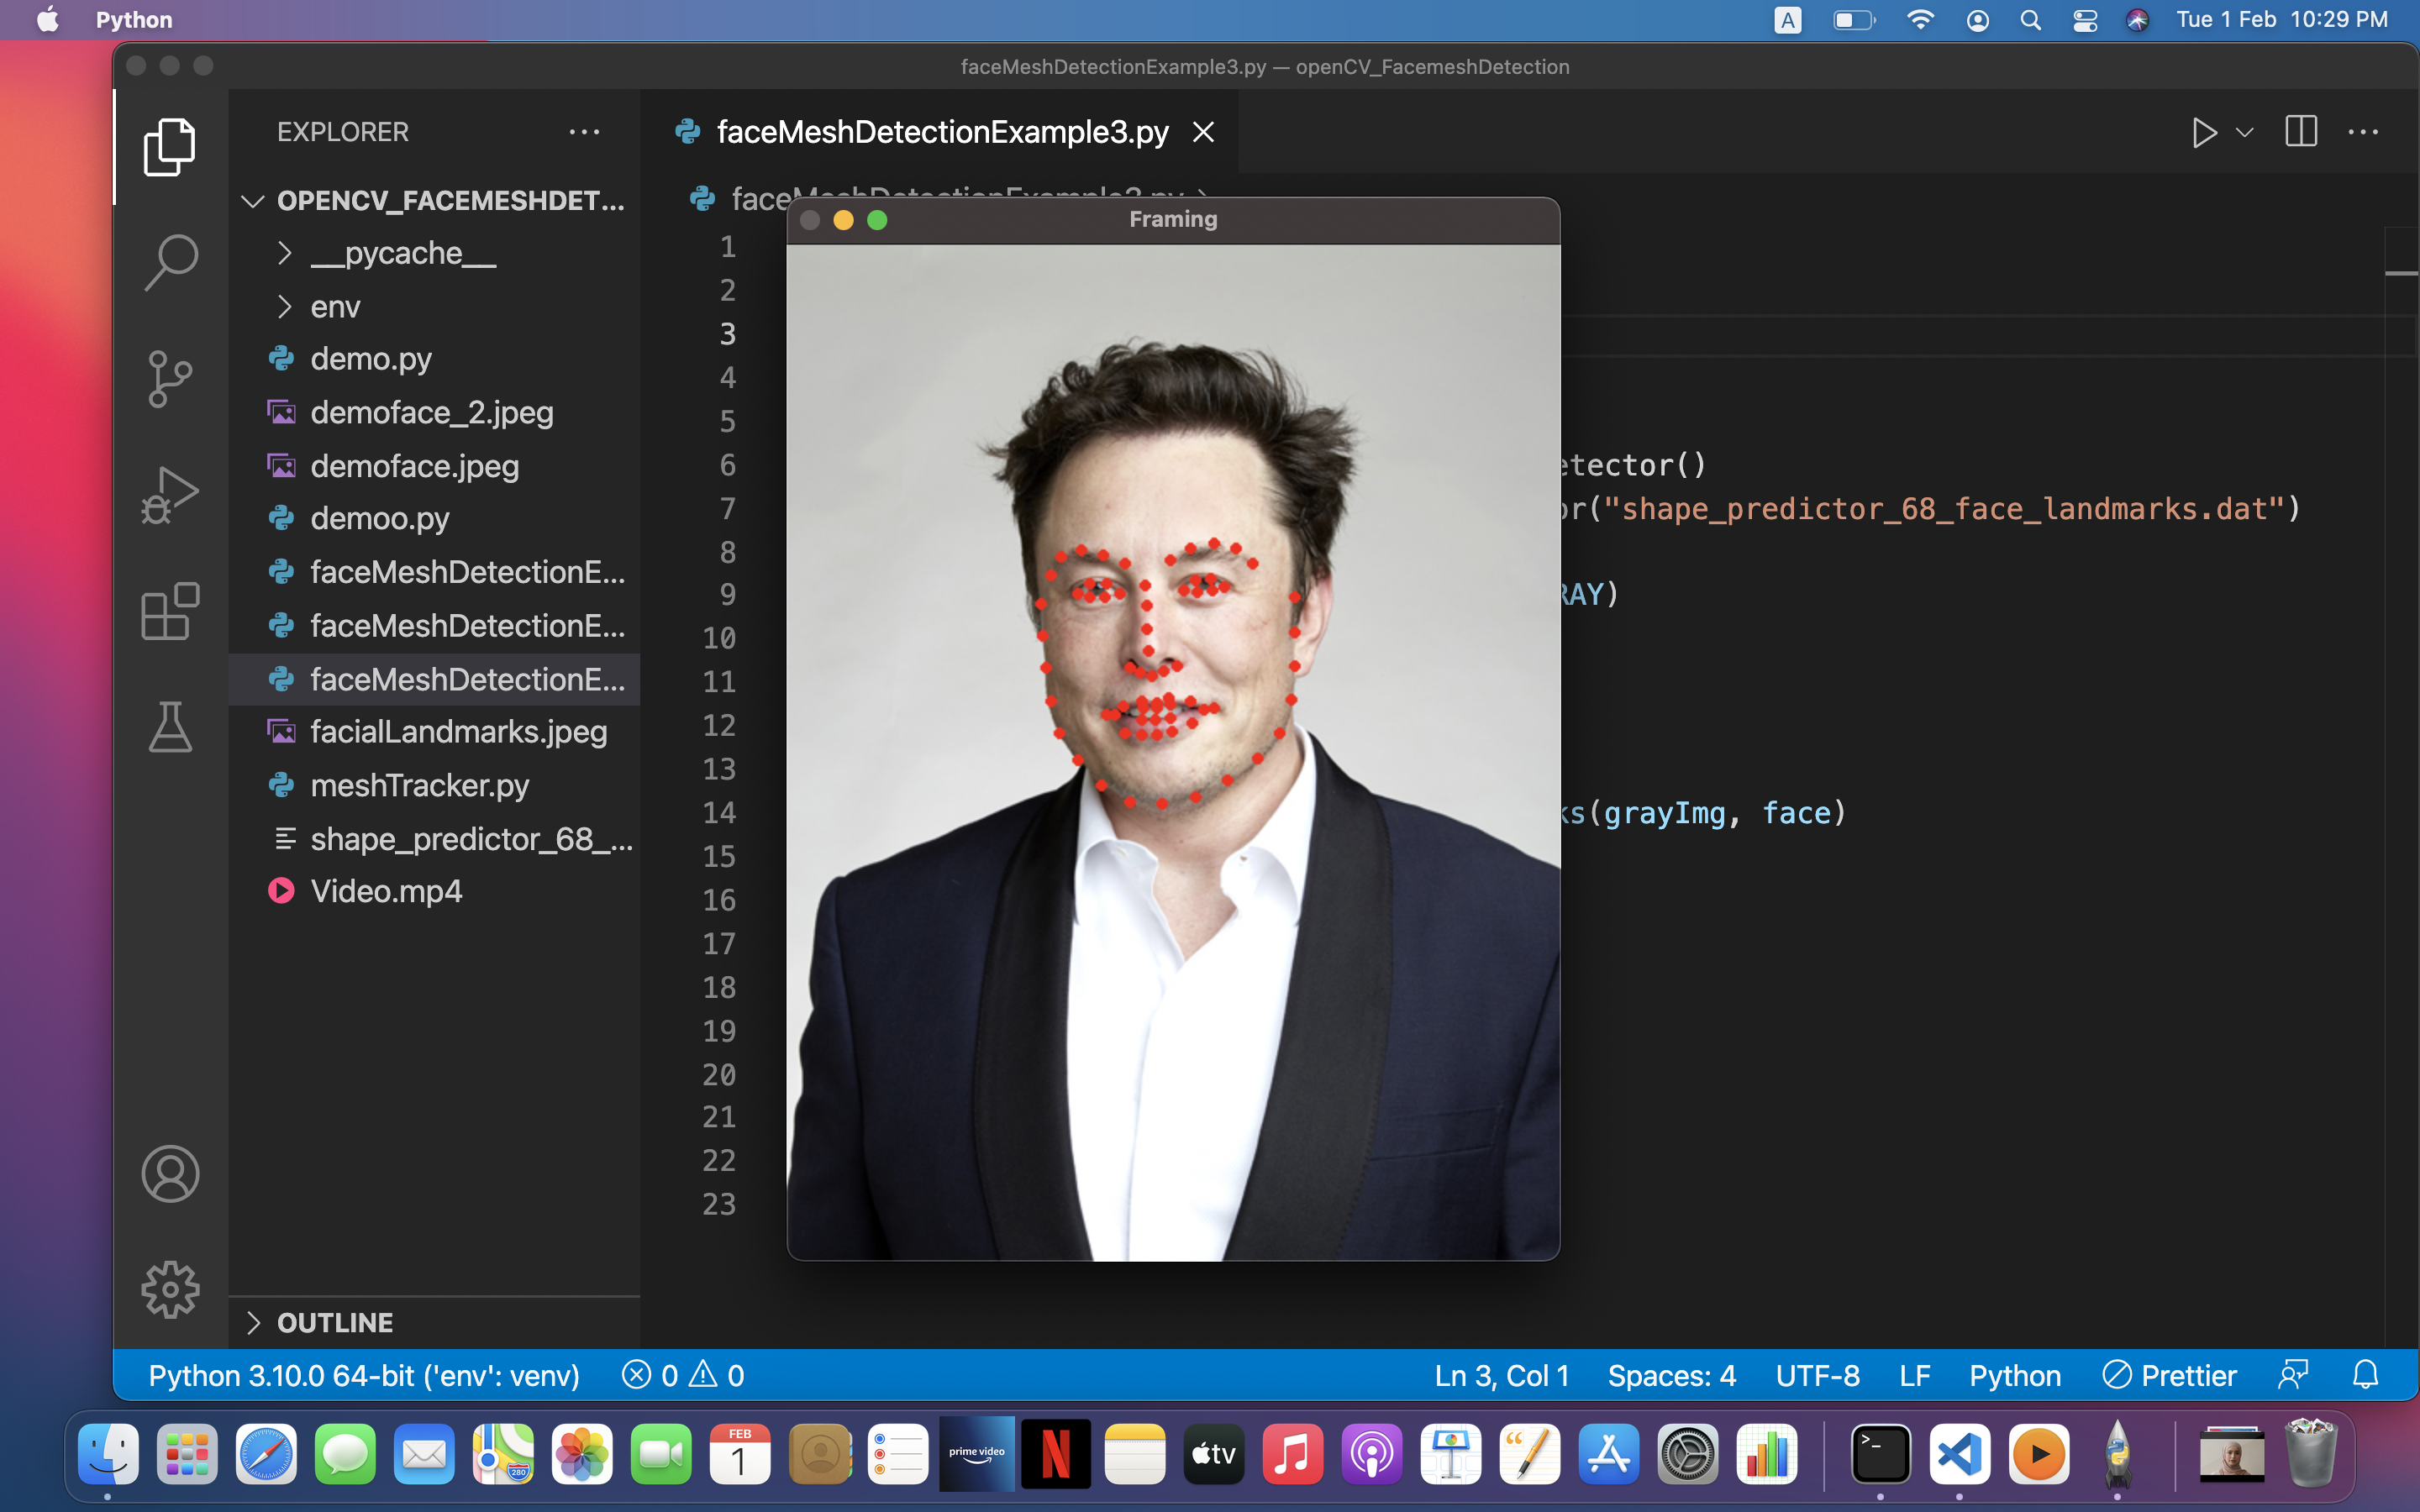 Python
A
Tue 1 Feb 10:29 PM
faceMeshDetectionExample3.py — openCV_FacemeshDetection
EXPLORER
faceMeshDetectionExample3.py
OPENCV_FACEMESHDET...
__pycache__
env
demo.py
demoface_2.jpeg
demoface.jpeg
demoo.py
faceMeshDetectionE...
faceMeshDetectionE...
faceMeshDetectionE...
facialLandmarks.jpeg
meshTracker.py
shape_predictor_68_...
Video.mp4
OUTLINE
faceMeshDetectionExample3.py
Framing
1
2
3
4
5
6 etector()
7 or("shape_predictor_68_face_landmarks.dat")
8
9 RAY)
10
11
12
13
14 ks(grayImg, face)
15
16
17
18
19
20
21
22
23
Python 3.10.0 64-bit ('env': venv) 0 0 Ln 3, Col 1 Spaces: 4 UTF-8 LF Python Prettier
280
FEB
1
prime video
N
tv
>_